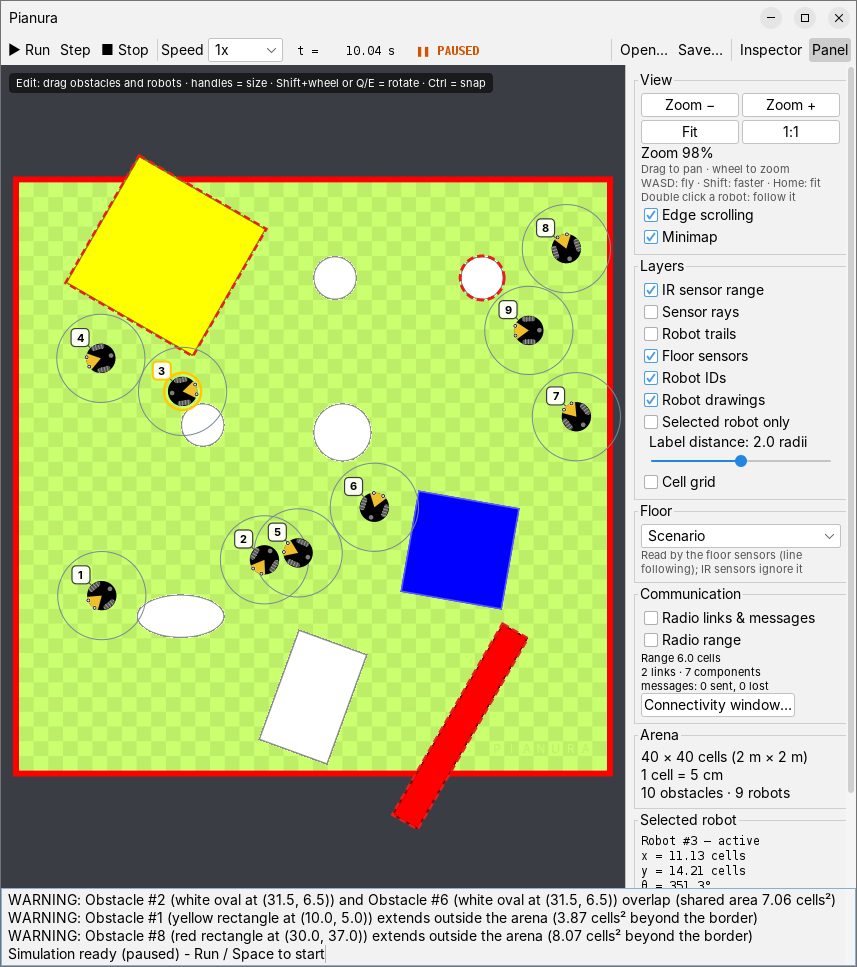 Pianura
Run Step Stop Speed 1x t = 10.04 s PAUSED Open... Save... Inspector Panel
Edit: drag obstacles and robots · handles = size · Shift+wheel or Q/E = rotate · Ctrl = snap
8
9
4
3
7
6
2
5
1
PIANURA
View
Zoom − Zoom +
Fit 1:1
Zoom 98%
Drag to pan · wheel to zoom
WASD: fly · Shift: faster · Home: fit
Double click a robot: follow it
Edge scrolling
Minimap
Layers
IR sensor range
Sensor rays
Robot trails
Floor sensors
Robot IDs
Robot drawings
Selected robot only
Label distance: 2.0 radii
Cell grid
Floor
Scenario
Read by the floor sensors (line
following); IR sensors ignore it
Communication
Radio links & messages
Radio range
Range 6.0 cells
2 links · 7 components
messages: 0 sent, 0 lost
Connectivity window...
Arena
40 × 40 cells (2 m × 2 m)
1 cell = 5 cm
10 obstacles · 9 robots
Selected robot
Robot #3 — active
x = 11.13 cells
y = 14.21 cells
θ = 351.3°
WARNING: Obstacle #2 (white oval at (31.5, 6.5)) and Obstacle #6 (white oval at (31.5, 6.5)) overlap (shared area 7.06 cells²)
WARNING: Obstacle #1 (yellow rectangle at (10.0, 5.0)) extends outside the arena (3.87 cells² beyond the border)
WARNING: Obstacle #8 (red rectangle at (30.0, 37.0)) extends outside the arena (8.07 cells² beyond the border)
Simulation ready (paused) - Run / Space to start